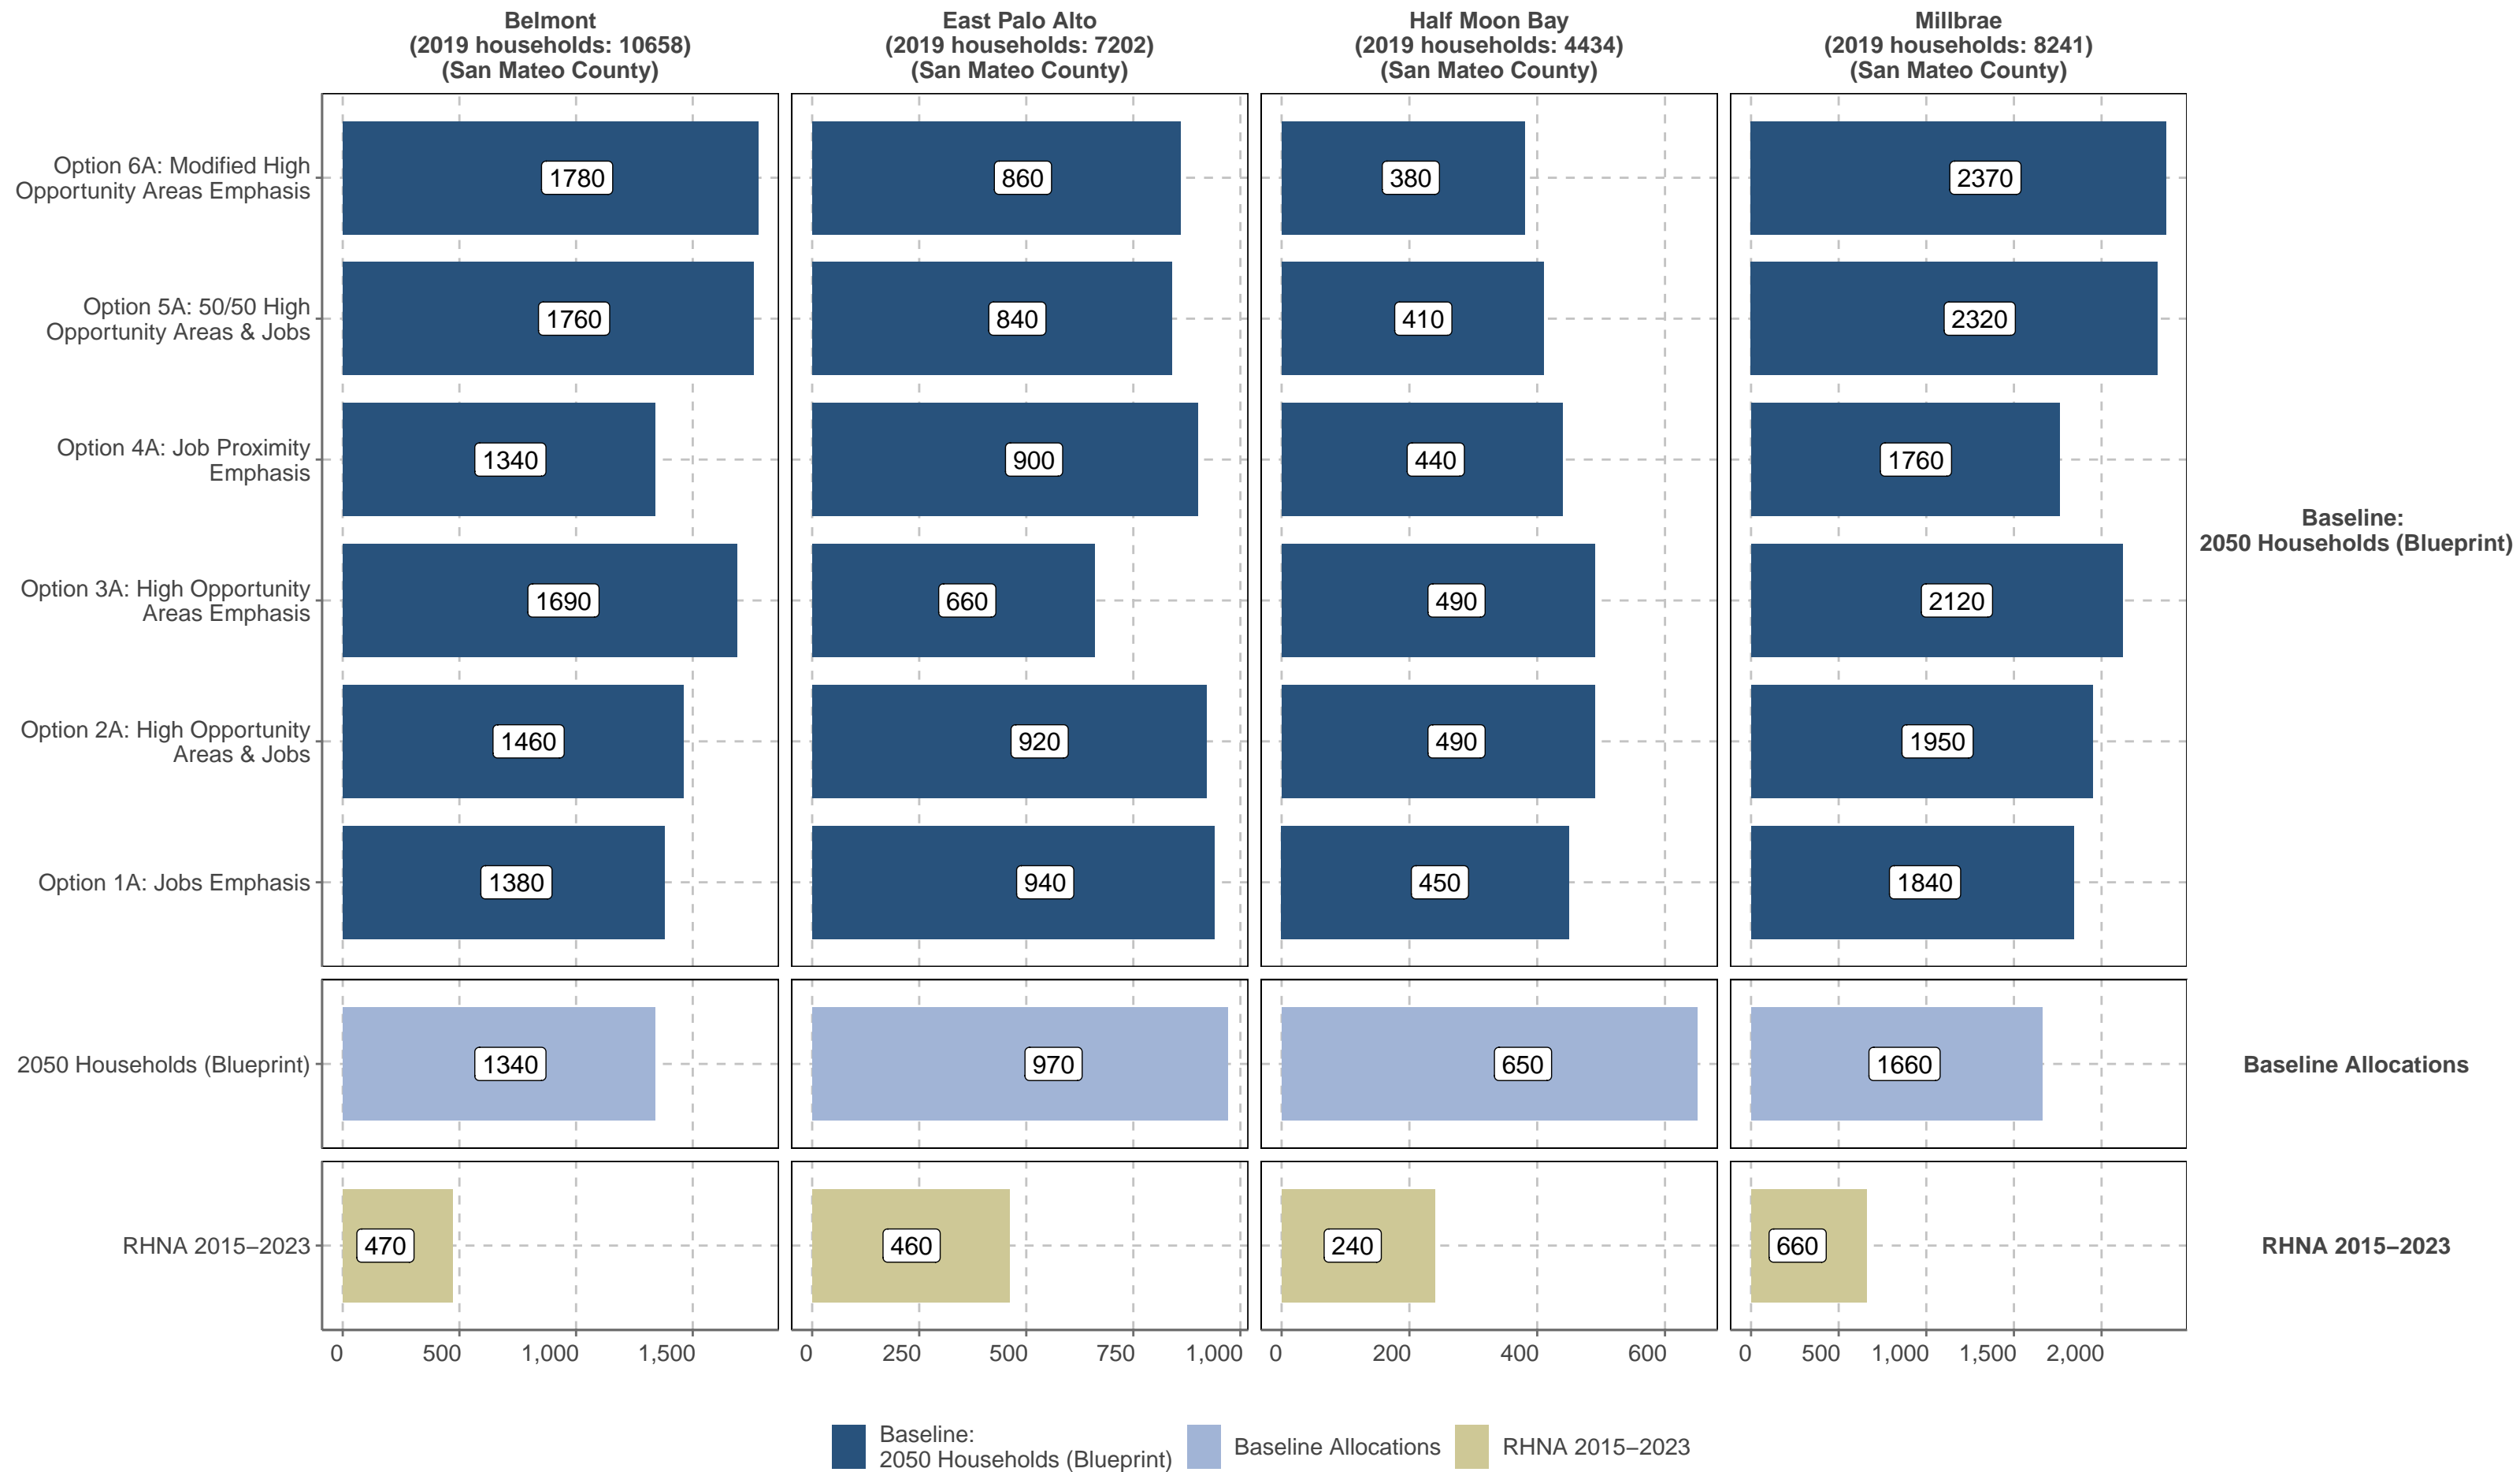 Belmont
(2019 households: 10658)
(San Mateo County)
East Palo Alto
(2019 households: 7202)
(San Mateo County)
Half Moon Bay
(2019 households: 4434)
(San Mateo County)
Millbrae
(2019 households: 8241)
(San Mateo County)
Option 6A: Modified High
Opportunity Areas Emphasis
1780
860
380
2370
Option 5A: 50/50 High
Opportunity Areas & Jobs
1760
840
410
2320
Option 4A: Job Proximity
Emphasis
1340
900
440
1760
Baseline:
2050 Households (Blueprint)
Option 3A: High Opportunity
Areas Emphasis
1690
660
490
2120
Option 2A: High Opportunity
Areas & Jobs
1460
920
490
1950
Option 1A: Jobs Emphasis
1380
940
450
1840
2050 Households (Blueprint)
1340
970
650
1660
Baseline Allocations
RHNA 2015−2023
470
460
240
660
RHNA 2015−2023
0 500 1,000 1,500
0 250 500 750 1,000
0 200 400 600
0 500 1,000 1,500 2,000
Baseline:
2050 Households (Blueprint)
Baseline Allocations
RHNA 2015−2023